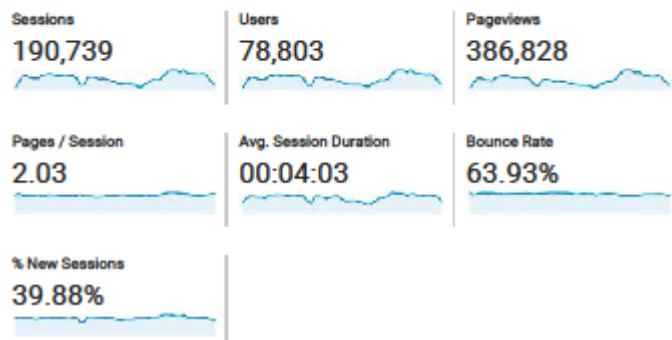 Sessions
190,739
Users
78,803
Pageviews
386,828
Pages / Session
2.03
Avg. Session Duration
00:04:03
Bounce Rate
63.93%
% New Sessions
39.88%